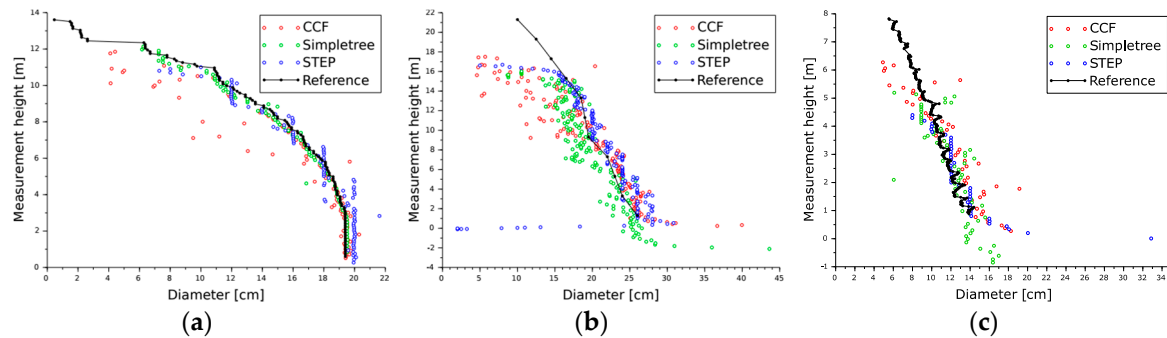 14
12
10
8
6
4
2
0
Measurement height [m]
0 2 4 6 8 10 12 14 16 18 20 22
Diameter [cm]
CCF
Simpletree
STEP
Reference
(a)
22
20
18
16
14
12
10
8
6
4
2
0
-2
-4
Measurement height [m]
0 5 10 15 20 25 30 35 40 45
Diameter [cm]
CCF
Simpletree
STEP
Reference
(b)
8
7
6
5
4
3
2
1
0
-1
Measurement height [m]
0 2 4 6 8 10 12 14 16 18 20 22 24 26 28 30 32 34
Diameter [cm]
CCF
Simpletree
STEP
Reference
(c)